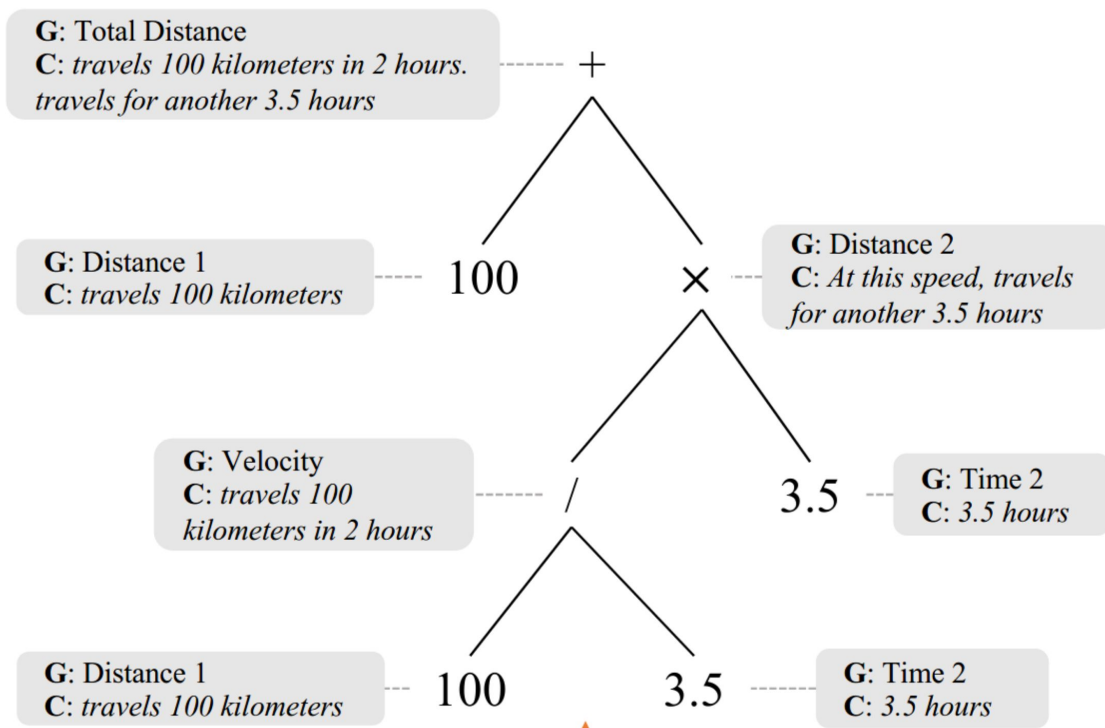 G: Total Distance
C: travels 100 kilometers in 2 hours.
travels for another 3.5 hours
+
G: Distance 1
C: travels 100 kilometers
100
×
G: Distance 2
C: At this speed, travels
for another 3.5 hours
G: Velocity
C: travels 100
kilometers in 2 hours
/
3.5
G: Time 2
C: 3.5 hours
G: Distance 1
C: travels 100 kilometers
100
3.5
G: Time 2
C: 3.5 hours